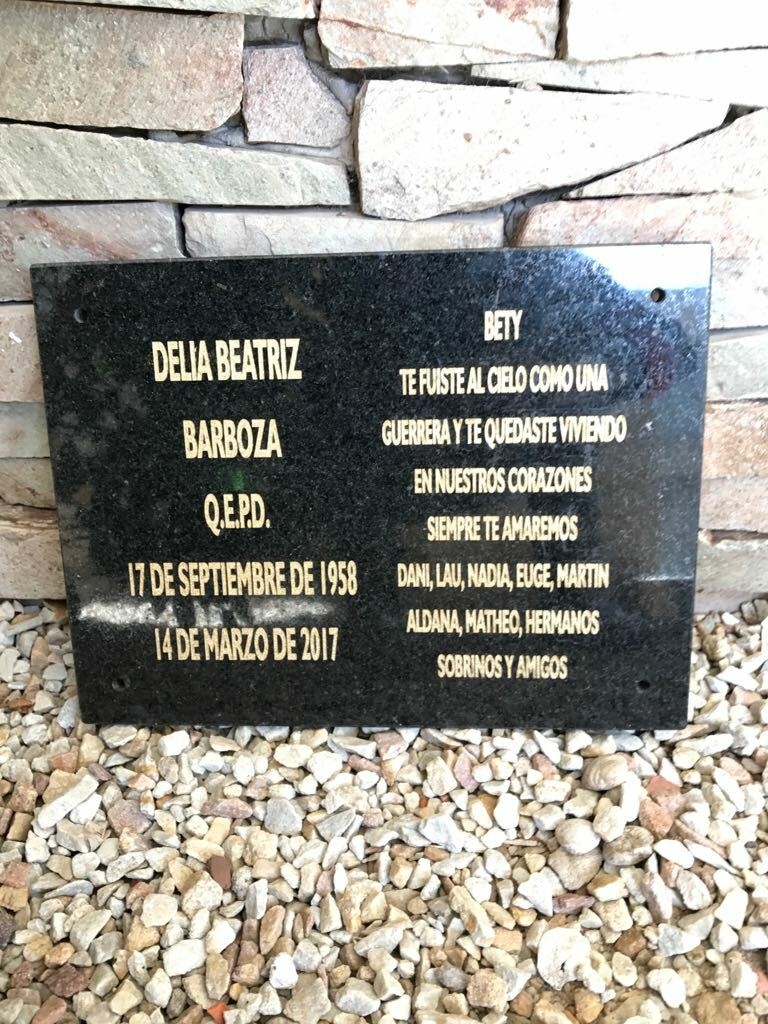 DELIA BEATRIZ
BARBOZA
Q.E.P.D.
17 DE SEPTIEMBRE DE 1958
14 DE MARZO DE 2017
BETY
TE FUISTE AL CIELO COMO UNA
GUERRERA Y TE QUEDASTE VIVIENDO
EN NUESTROS CORAZONES
SIEMPRE TE AMAREMOS
DANI, LAU, NADIA, EUGE, MARTIN
ALDANA, MATHEO, HERMANOS
SOBRINOS Y AMIGOS